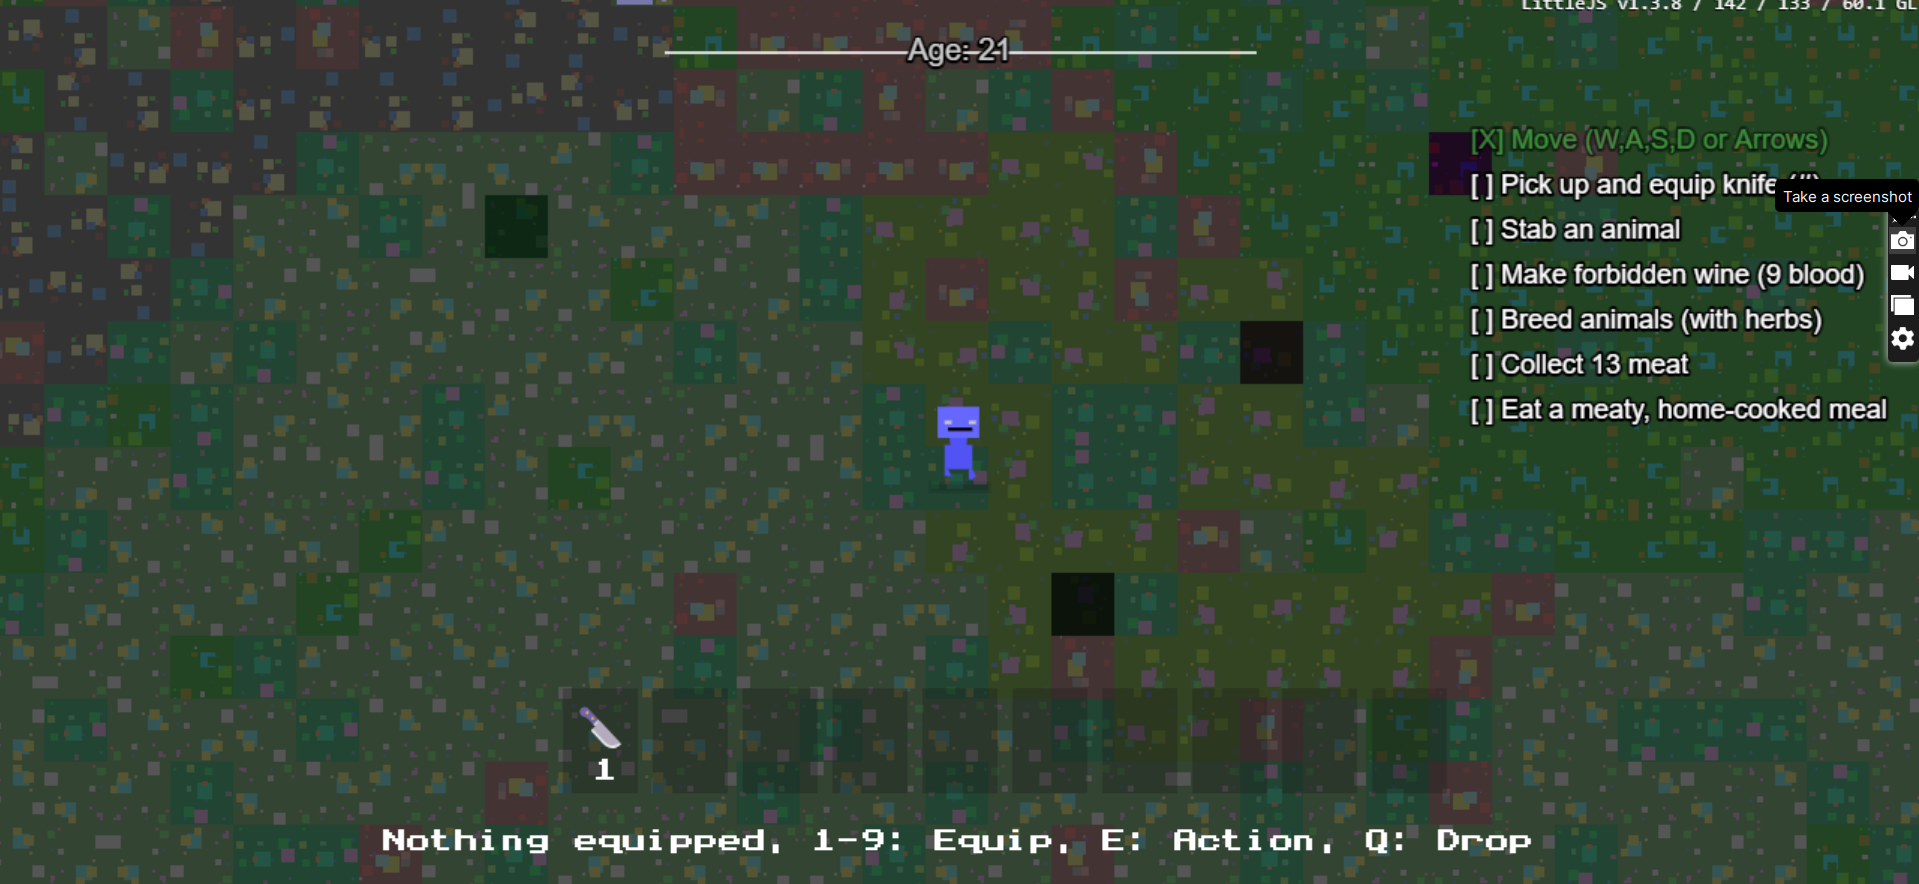 LittleJS v1.3.8 / 142 / 133 / 60.1 GL
Age: 21
[X] Move (W,A,S,D or Arrows)
[ ] Pick up and equip knife
Take a screenshot
[ ] Stab an animal
[ ] Make forbidden wine (9 blood)
[ ] Breed animals (with herbs)
[ ] Collect 13 meat
[ ] Eat a meaty, home-cooked meal
1
Nothing equipped, 1-9: Equip, E: Action, Q: Drop